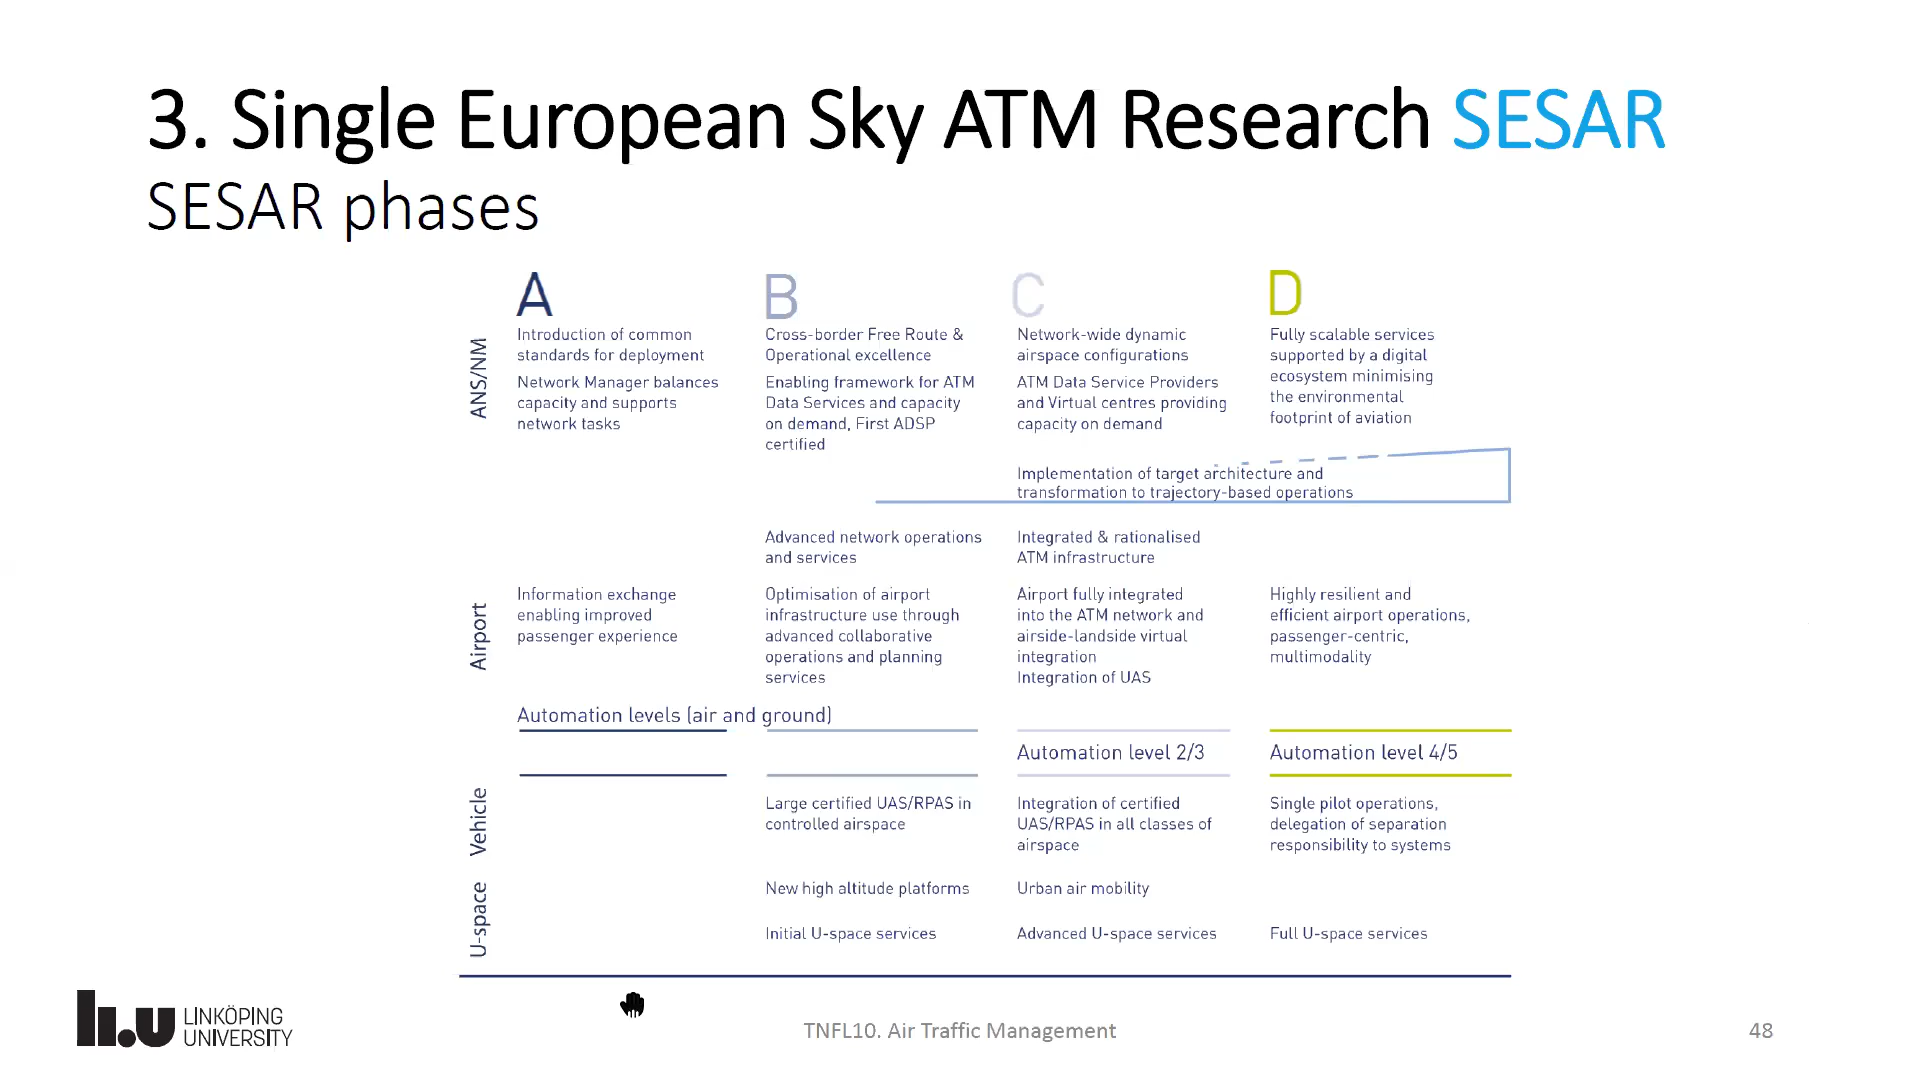 3. Single European Sky ATM Research SESAR
SESAR phases
A
B
C
D
ANS/NM
Introduction of common
standards for deployment
Network Manager balances
capacity and supports
network tasks
Cross-border Free Route &
Operational excellence
Enabling framework for ATM
Data Services and capacity
on demand, First ADSP
certified
Network-wide dynamic
airspace configurations
ATM Data Service Providers
and Virtual centres providing
capacity on demand
Fully scalable services
supported by a digital
ecosystem minimising
the environmental
footprint of aviation
Implementation of target architecture and
transformation to trajectory-based operations
Advanced network operations
and services
Integrated & rationalised
ATM infrastructure
Airport
Information exchange
enabling improved
passenger experience
Optimisation of airport
infrastructure use through
advanced collaborative
operations and planning
services
Airport fully integrated
into the ATM network and
airside-landside virtual
integration
Integration of UAS
Highly resilient and
efficient airport operations,
passenger-centric,
multimodality
Automation levels (air and ground)
Automation level 2/3
Automation level 4/5
Vehicle
Large certified UAS/RPAS in
controlled airspace
Integration of certified
UAS/RPAS in all classes of
airspace
Single pilot operations,
delegation of separation
responsibility to systems
U-space
New high altitude platforms
Urban air mobility
Initial U-space services
Advanced U-space services
Full U-space services
li.u LINKÖPING
UNIVERSITY
TNFL10. Air Traffic Management
48